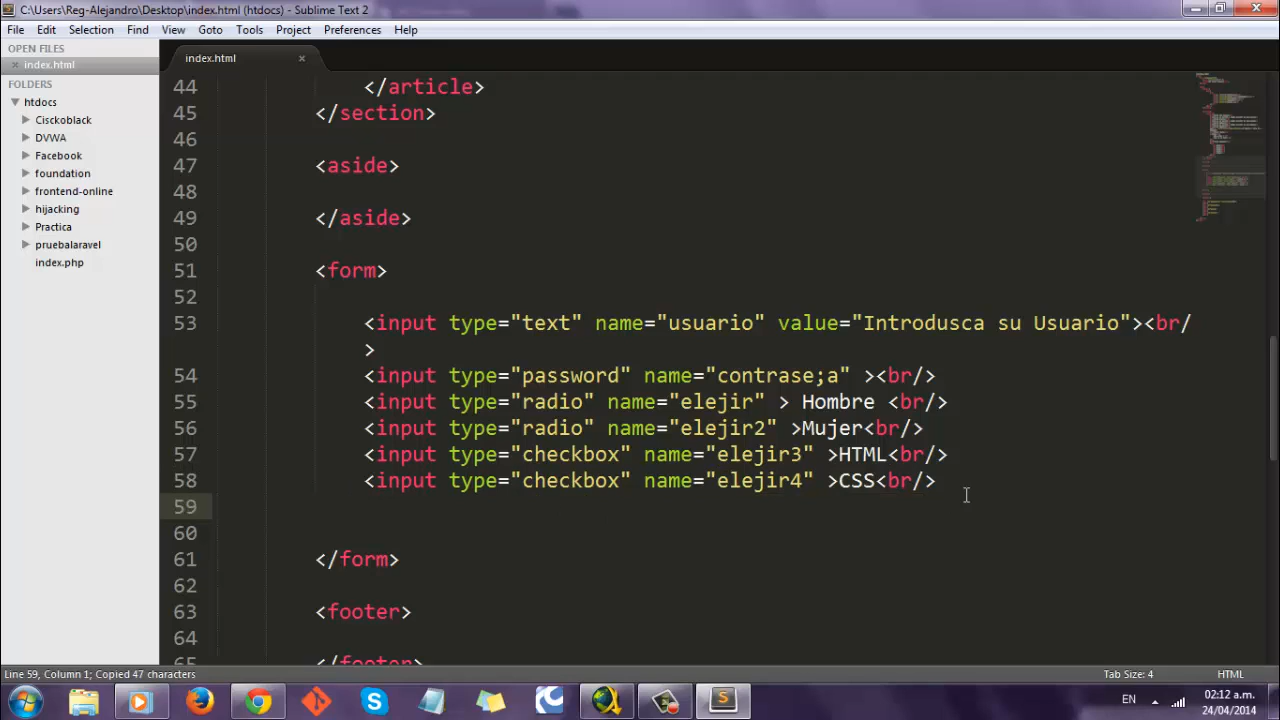 C:\Users\Reg-Alejandro\Desktop\index.html (htdocs) - Sublime Text 2
File Edit Selection Find View Goto Tools Project Preferences Help
OPEN FILES
index.html
FOLDERS
htdocs
Cisckoblack
DVWA
Facebook
foundation
frontend-online
hijacking
Practica
pruebalaravel
index.php
index.html
44 </article>
45 </section>
46
47 <aside>
48
49 </aside>
50
51 <form>
52
53 <input type="text" name="usuario" value="Introdusca su Usuario"><br/
>
54 <input type="password" name="contrase;a" ><br/>
55 <input type="radio" name="elejir" > Hombre <br/>
56 <input type="radio" name="elejir2" >Mujer<br/>
57 <input type="checkbox" name="elejir3" >HTML<br/>
58 <input type="checkbox" name="elejir4" >CSS<br/>
59
60
61 </form>
62
63 <footer>
64
65 </footer>
Line 59, Column 1; Copied 47 characters
Tab Size: 4
HTML
EN
02:12 a.m.
24/04/2014